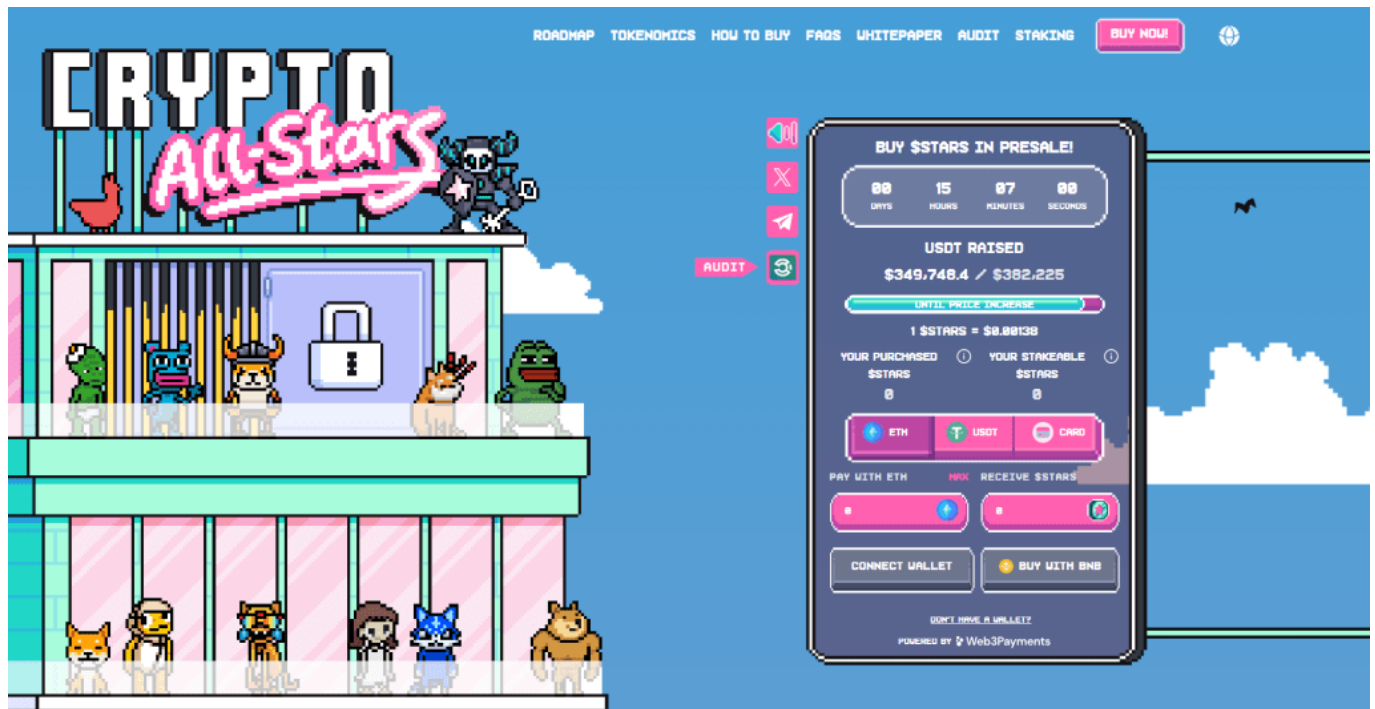 ROADMAP TOKENOMICS HOW TO BUY FAQS WHITEPAPER AUDIT STAKING BUY NOW!
CRYPTO
All-Stars
AUDIT
BUY $STARS IN PRESALE!
00 15 07 00
DAYS HOURS MINUTES SECONDS
USDT RAISED
$349,748.4 / $382,225
UNTIL PRICE INCREASE
1 $STARS = $0.00138
YOUR PURCHASED YOUR STAKEABLE
$STARS $STARS
0 0
ETH USDT CARD
PAY WITH ETH MAX RECEIVE $STARS
0 0
CONNECT WALLET BUY WITH BNB
DON'T HAVE A WALLET?
POWERED BY Web3Payments